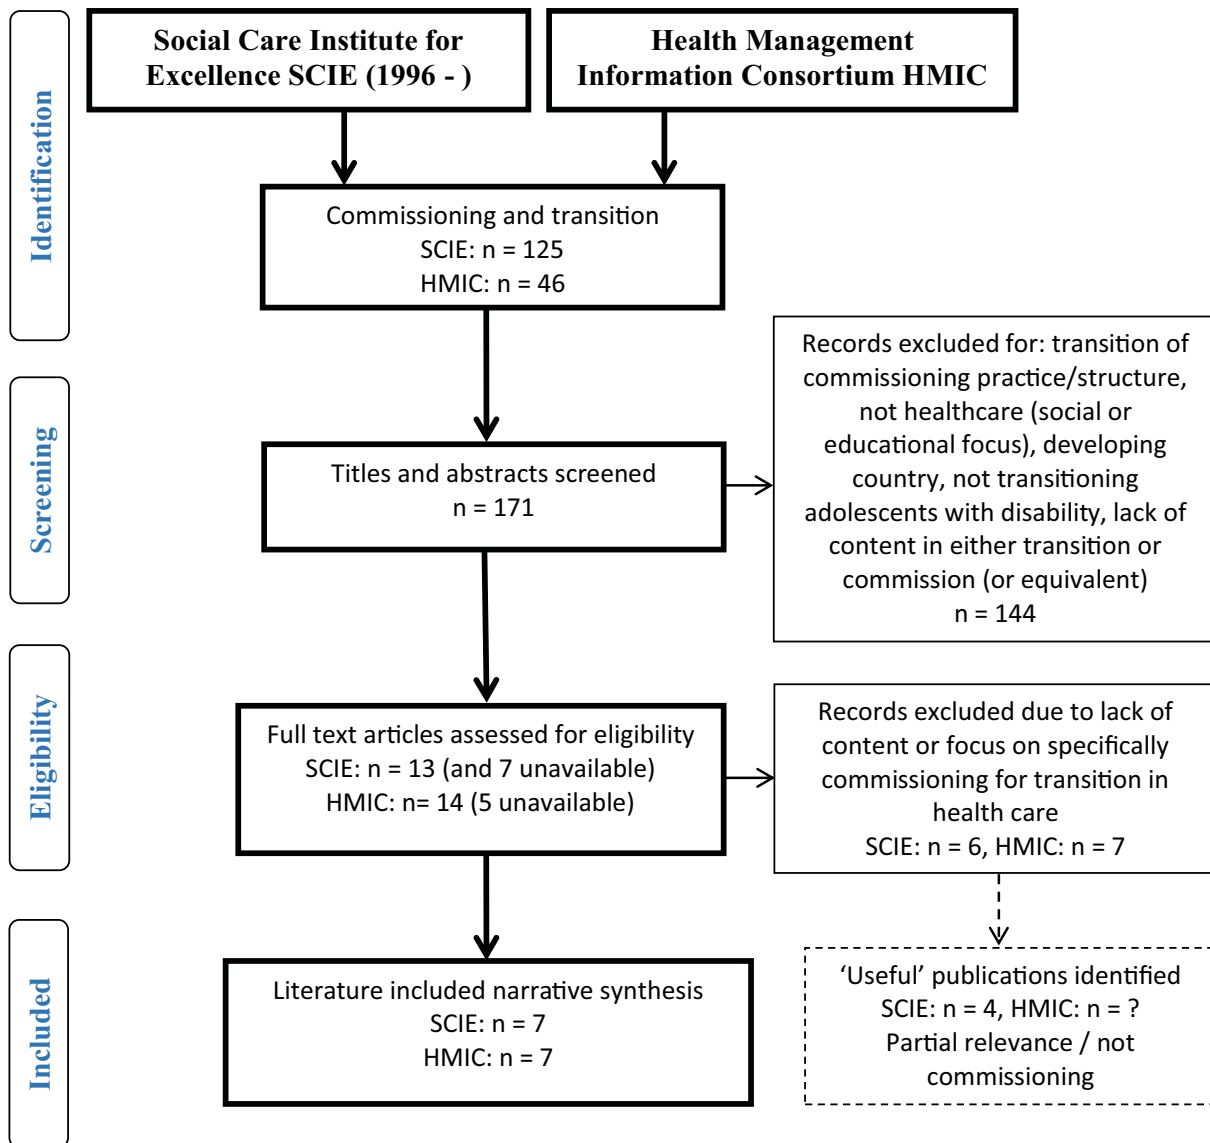 Social Care Institute for
Excellence SCIE (1996 - )
Health Management
Information Consortium HMIC
Identification
Commissioning and transition
SCIE: n = 125
HMIC: n = 46
Screening
Titles and abstracts screened
n = 171
Records excluded for: transition of
commissioning practice/structure,
not healthcare (social or
educational focus), developing
country, not transitioning
adolescents with disability, lack of
content in either transition or
commission (or equivalent)
n = 144
Eligibility
Full text articles assessed for eligibility
SCIE: n = 13 (and 7 unavailable)
HMIC: n= 14 (5 unavailable)
Records excluded due to lack of
content or focus on specifically
commissioning for transition in
health care
SCIE: n = 6, HMIC: n = 7
Included
Literature included narrative synthesis
SCIE: n = 7
HMIC: n = 7
‘Useful’ publications identified
SCIE: n = 4, HMIC: n = ?
Partial relevance / not
commissioning